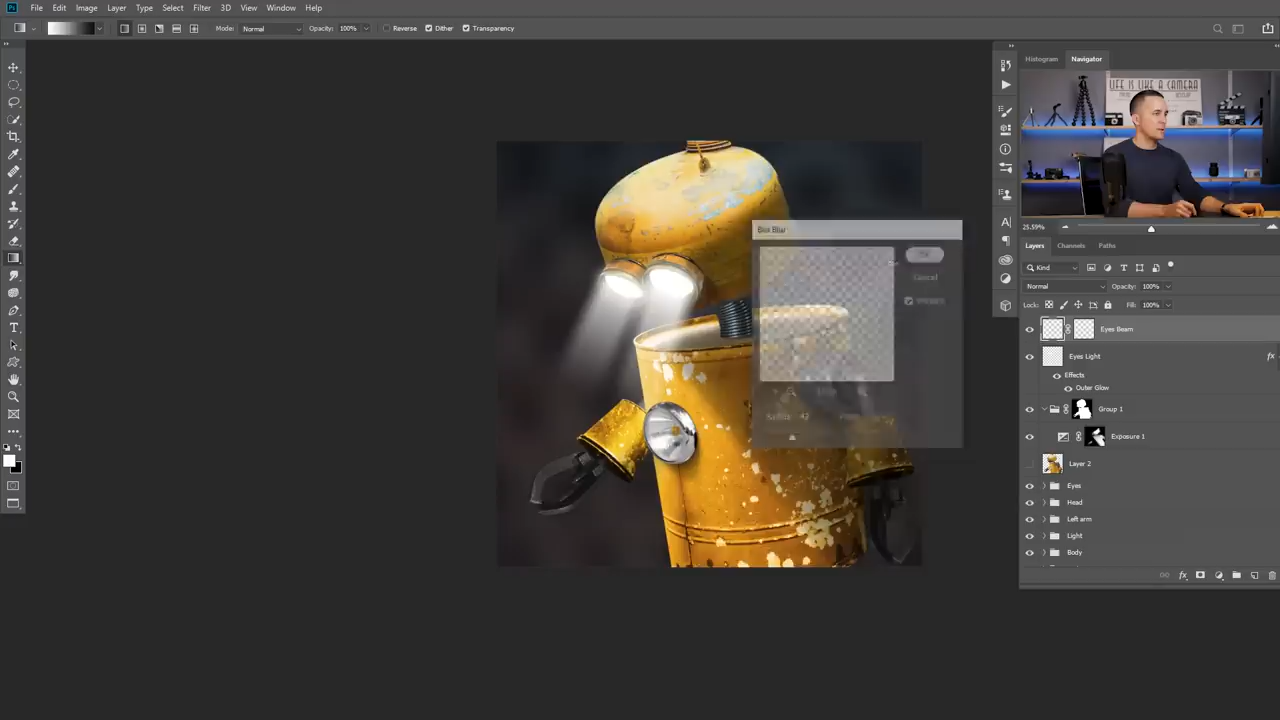 Ps File Edit Image Layer Type Select Filter 3D View Window Help
Mode: Normal Opacity: 100% Reverse Dither Transparency
Histogram Navigator
LIFE IS LIKE A CAMERA
25.59%
Layers Channels Paths
Kind
Normal Opacity: 100%
Lock: Fill: 100%
Eyes Beam
Eyes Light fx
Effects
Outer Glow
Group 1
Exposure 1
Layer 2
Eyes
Head
Left arm
Light
Body
Box Blur
OK
Cancel
Preview
Radius: 42